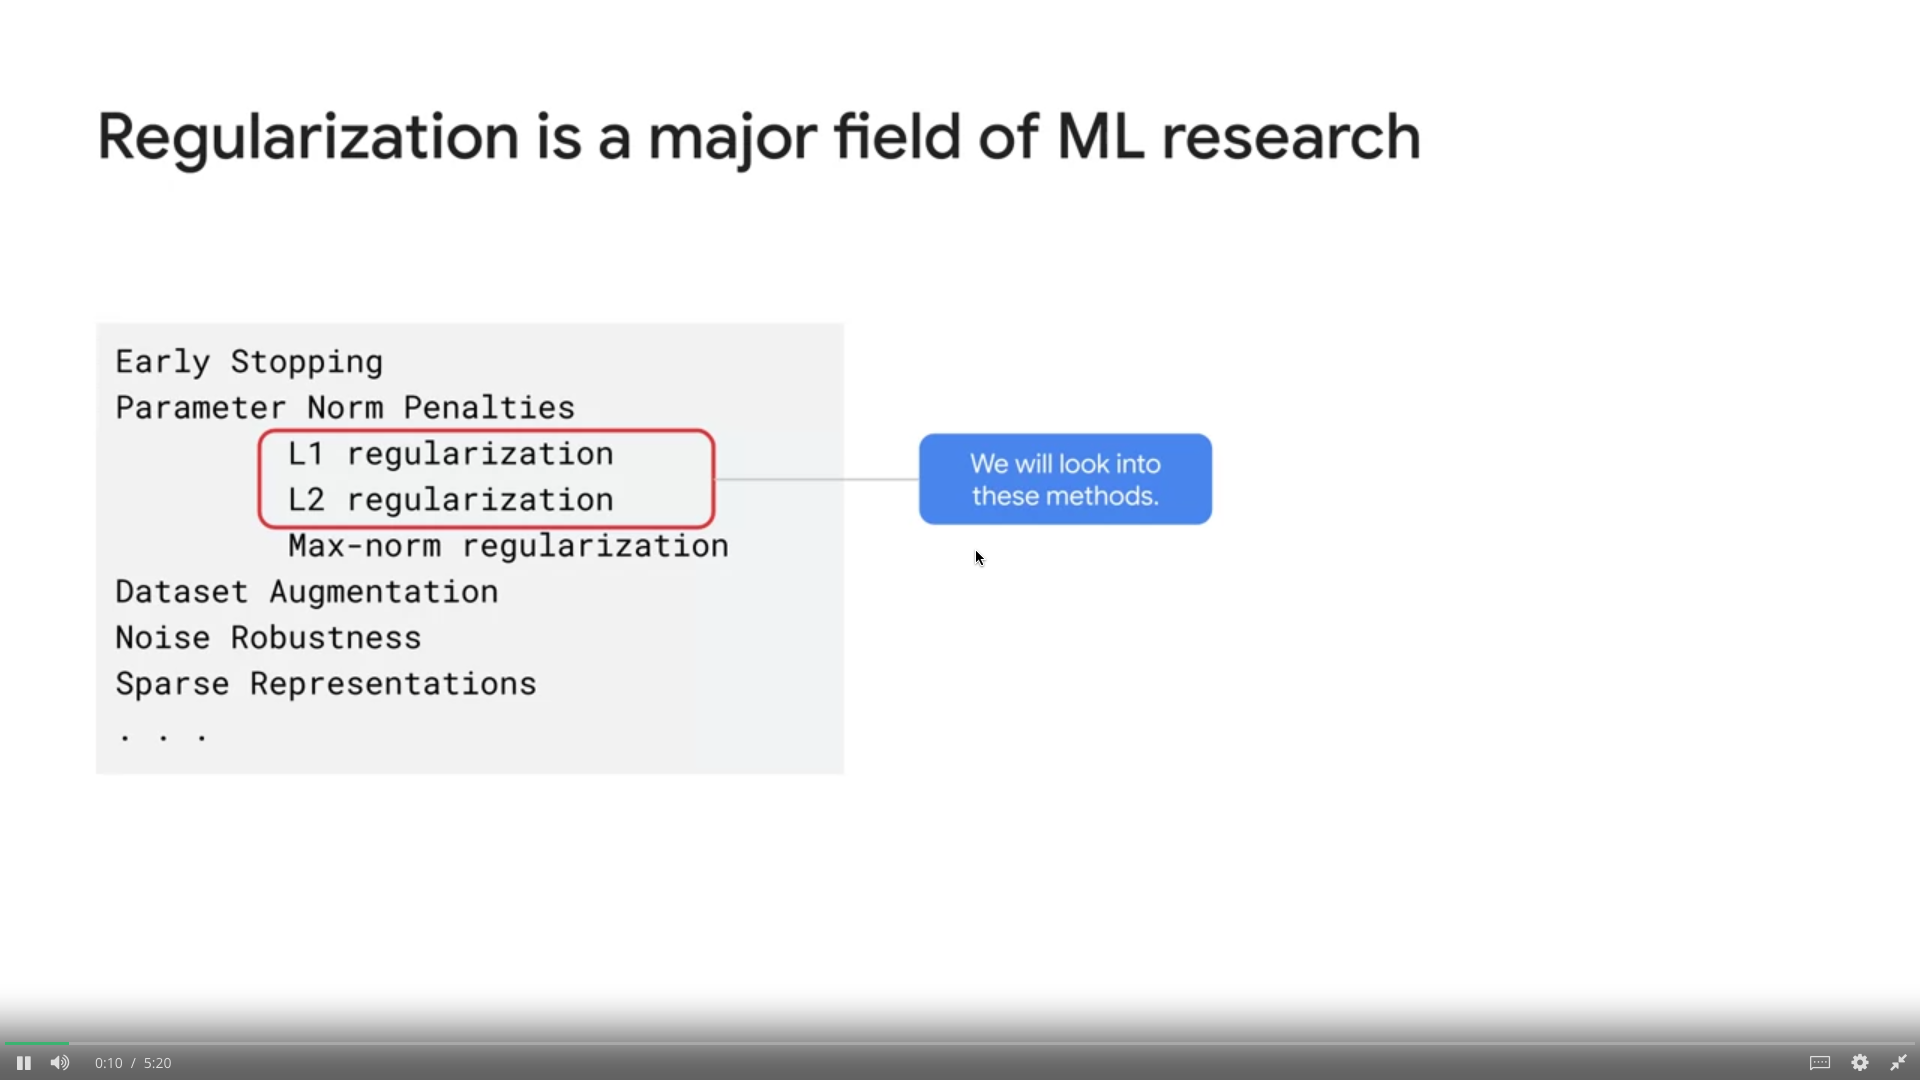 Regularization is a major field of ML research
Early Stopping
Parameter Norm Penalties
L1 regularization
L2 regularization
Max-norm regularization
Dataset Augmentation
Noise Robustness
Sparse Representations
. . .
We will look into
these methods.
0:10 / 5:20